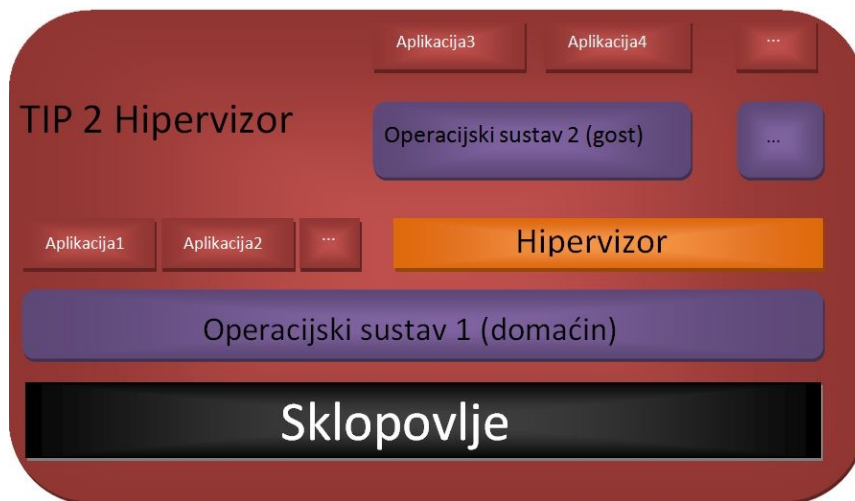 Aplikacija3 Aplikacija4 ...
TIP 2 Hipervizor
Operacijski sustav 2 (gost) ...
Aplikacija1 Aplikacija2 ...
Hipervizor
Operacijski sustav 1 (domaćin)
Sklopovlje